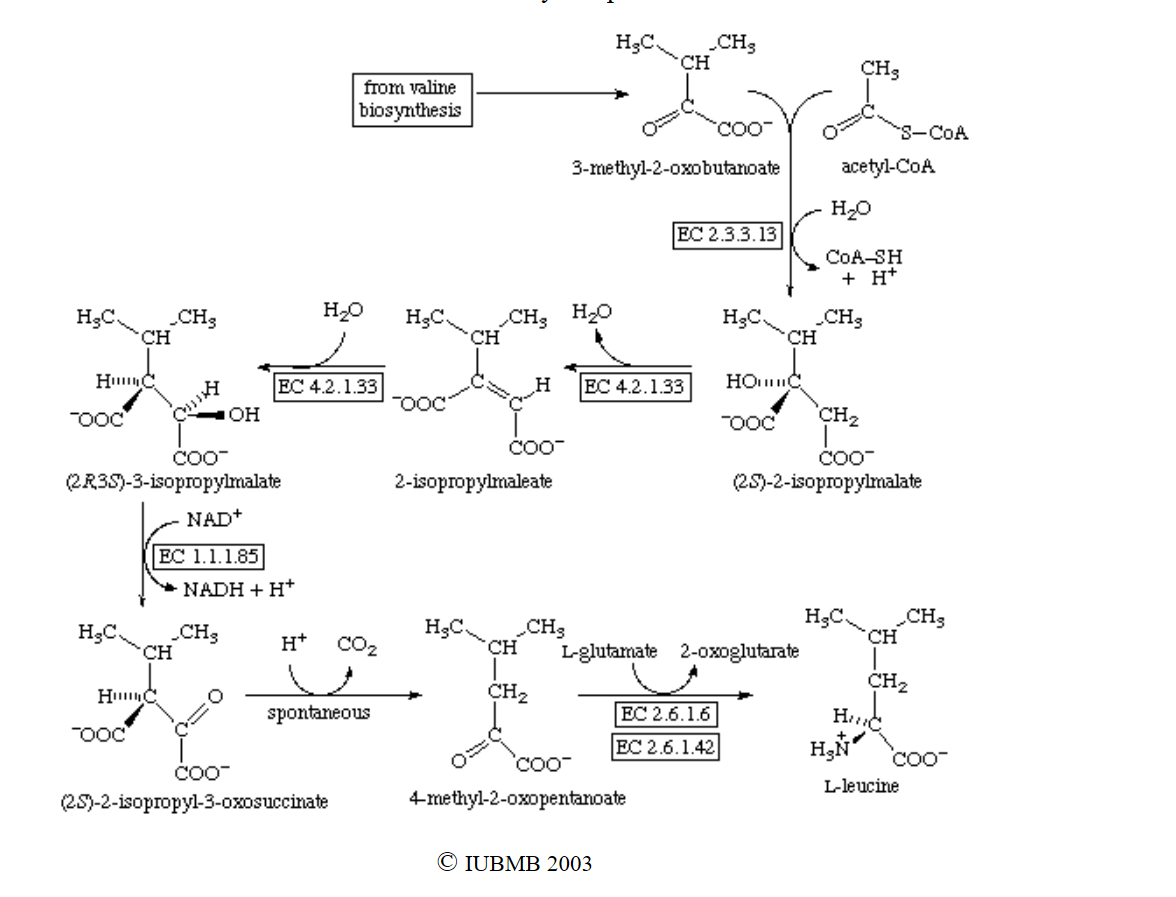 H₃C CH₃
CH
from valine
biosynthesis
C
O COO⁻
3-methyl-2-oxobutanoate
CH₃
C
O S–CoA
acetyl-CoA
H₂O
EC 2.3.3.13
CoA–SH
+ H⁺
H₃C CH₃
CH
HO C
⁻OOC CH₂
COO⁻
(2S)-2-isopropylmalate
H₂O
EC 4.2.1.33
H₃C CH₃
CH
C H
⁻OOC C
COO⁻
2-isopropylmaleate
H₂O
EC 4.2.1.33
H₃C CH₃
CH
H C H
⁻OOC C OH
COO⁻
(2R,3S)-3-isopropylmalate
NAD⁺
EC 1.1.1.85
NADH + H⁺
H₃C CH₃
CH
H C O
⁻OOC C
COO⁻
(2S)-2-isopropyl-3-oxosuccinate
H⁺ CO₂
spontaneous
H₃C CH₃
CH
CH₂
C
O COO⁻
4-methyl-2-oxopentanoate
L-glutamate 2-oxoglutarate
EC 2.6.1.6
EC 2.6.1.42
H₃C CH₃
CH
CH₂
H C
H₃N⁺ COO⁻
L-leucine
© IUBMB 2003